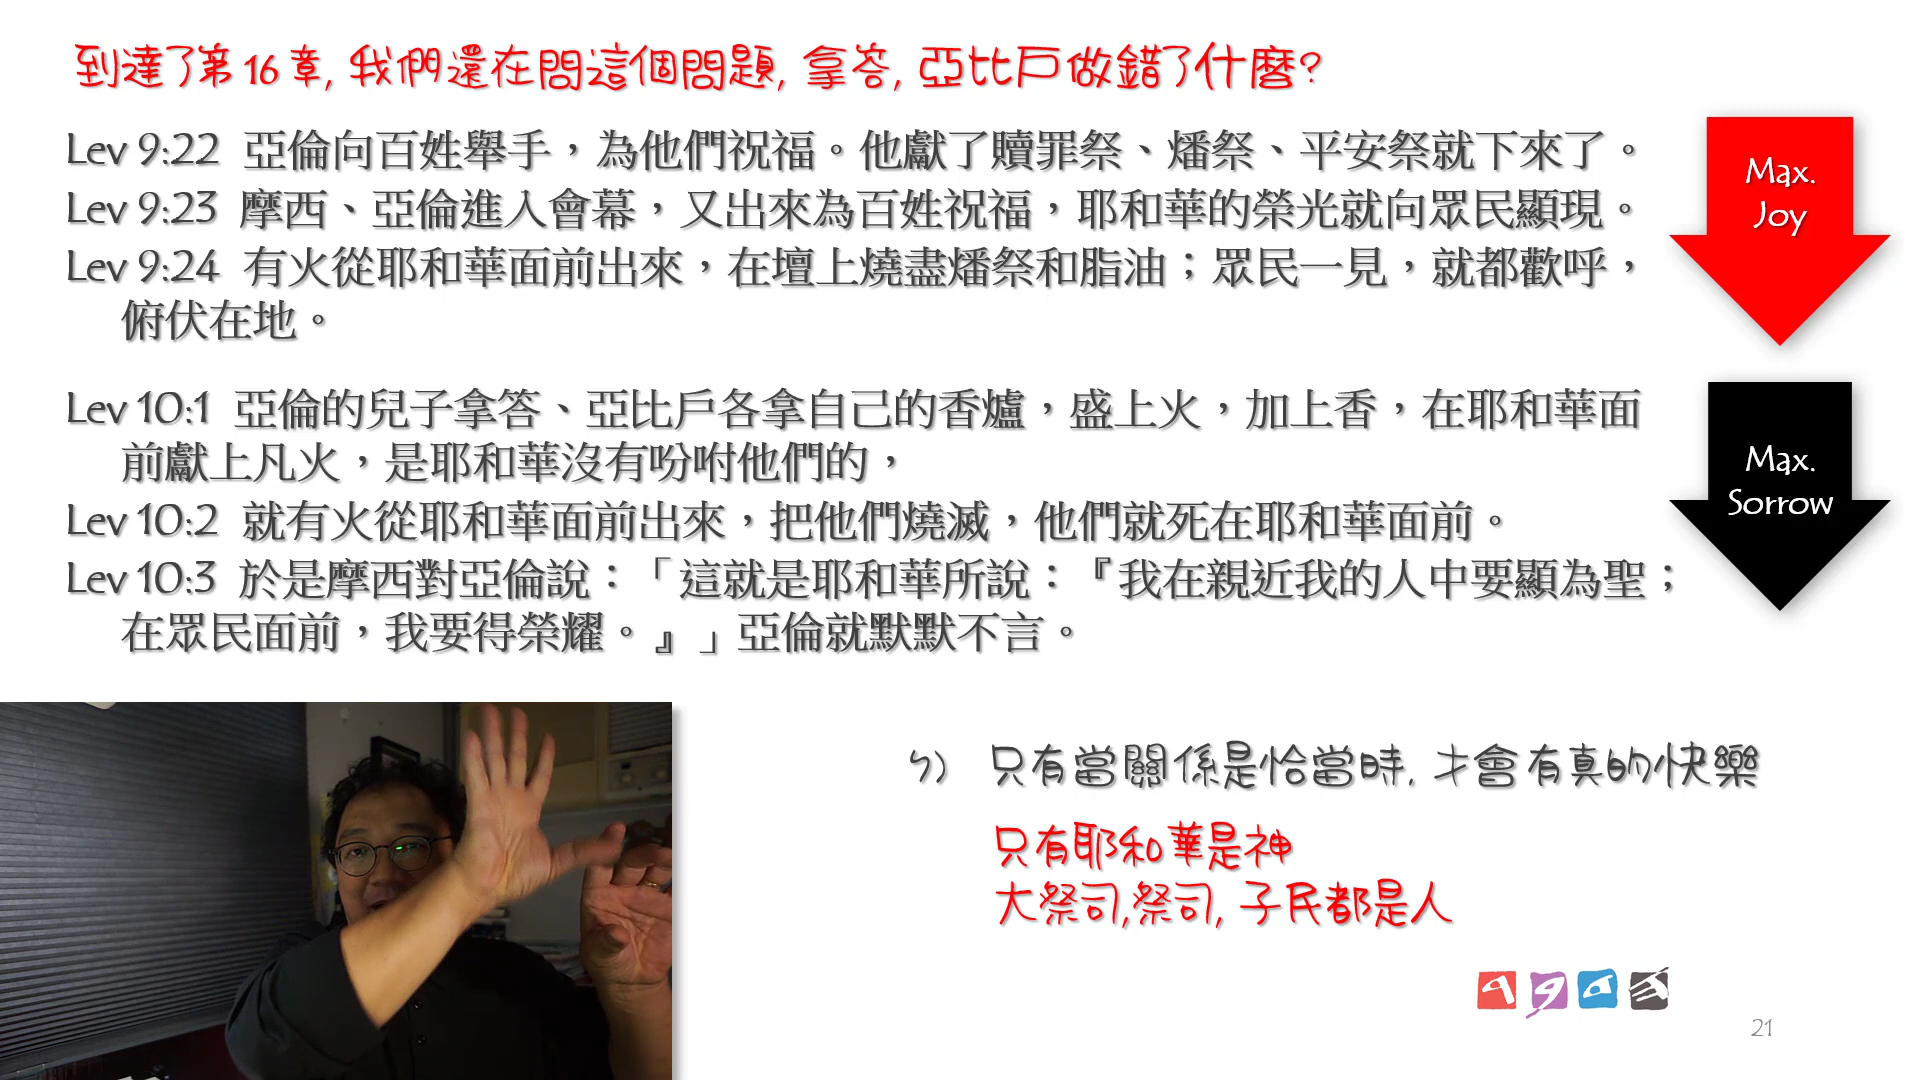 到達了第16章, 我們還在問這個問題, 拿答, 亞比戶做錯了什麼?
Lev 9:22 亞倫向百姓舉手，為他們祝福。他獻了贖罪祭、燔祭、平安祭就下來了。
Lev 9:23 摩西、亞倫進入會幕，又出來為百姓祝福，耶和華的榮光就向眾民顯現。
Lev 9:24 有火從耶和華面前出來，在壇上燒盡燔祭和脂油；眾民一見，就都歡呼，
俯伏在地。
Max.
Joy
Lev 10:1 亞倫的兒子拿答、亞比戶各拿自己的香爐，盛上火，加上香，在耶和華面
前獻上凡火，是耶和華沒有吩咐他們的，
Lev 10:2 就有火從耶和華面前出來，把他們燒滅，他們就死在耶和華面前。
Lev 10:3 於是摩西對亞倫說：「這就是耶和華所說：『我在親近我的人中要顯為聖；
在眾民面前，我要得榮耀。』」亞倫就默默不言。
Max.
Sorrow
只有當關係是恰當時, 才會有真的快樂
只有耶和華是神
大祭司,祭司, 子民都是人
21